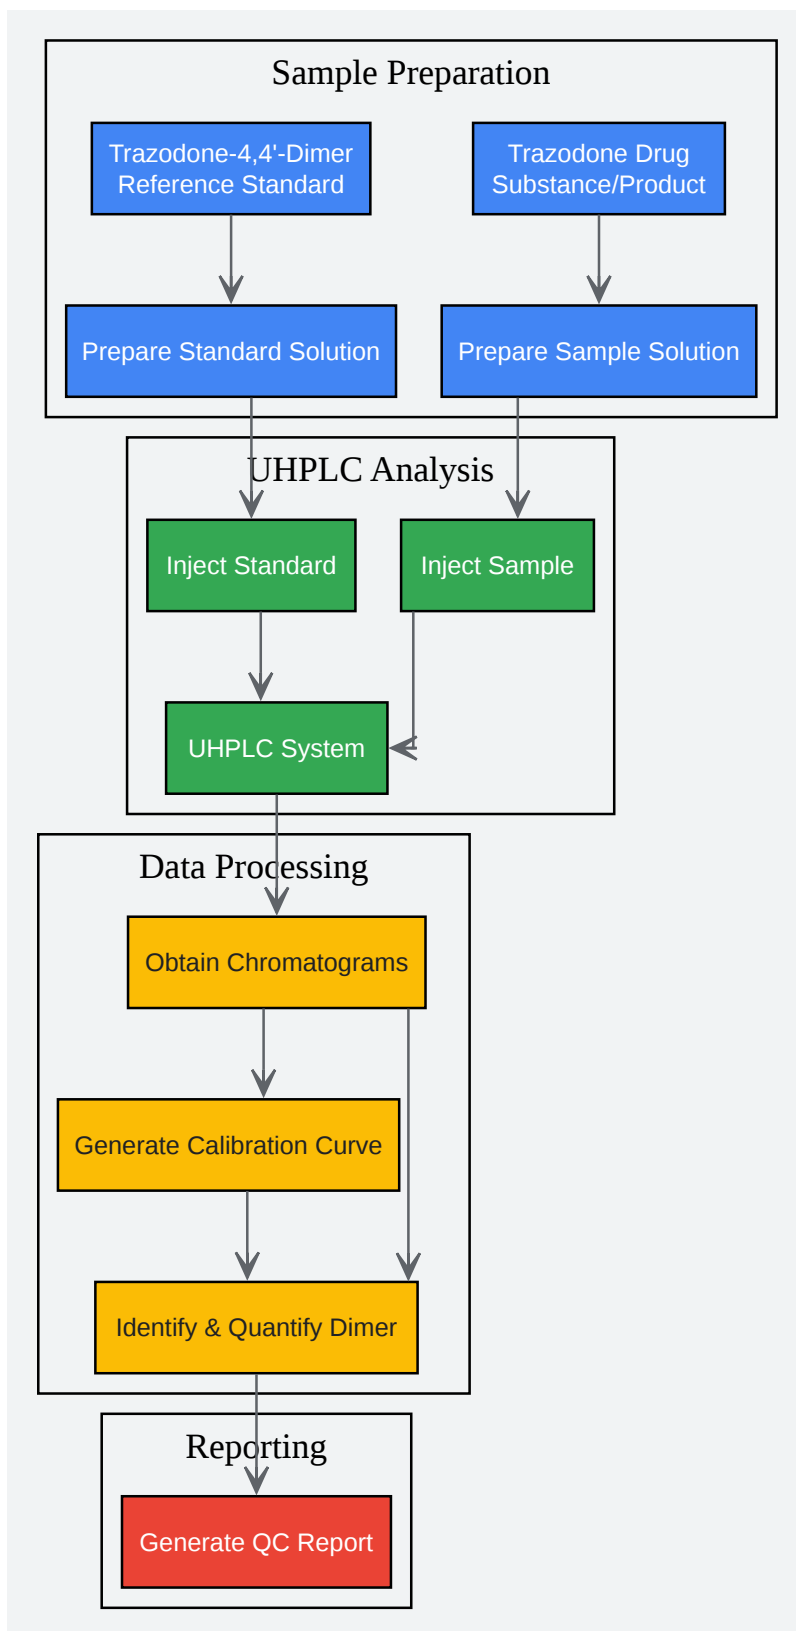 Sample Preparation
Trazodone-4,4'-Dimer
Reference Standard
Trazodone Drug
Substance/Product
Prepare Standard Solution
Prepare Sample Solution
UHPLC Analysis
Inject Standard
Inject Sample
UHPLC System
Data Processing
Obtain Chromatograms
Generate Calibration Curve
Identify & Quantify Dimer
Reporting
Generate QC Report